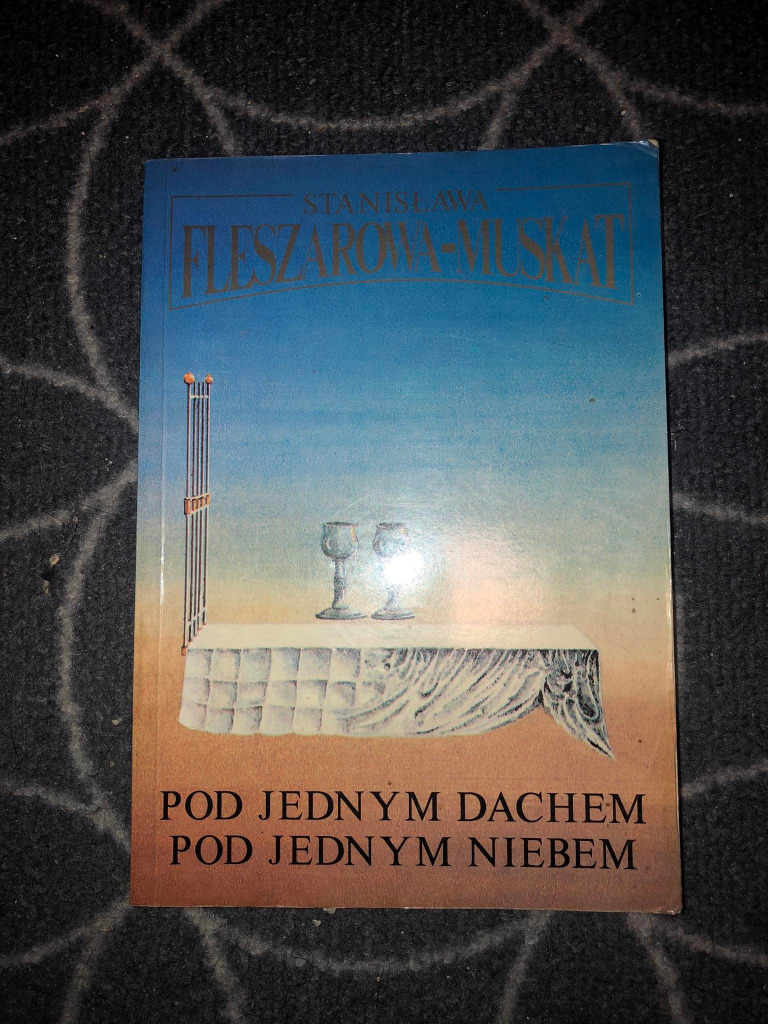 STANISŁAWA
FLESZAROWA-MUSKAT
POD JEDNYM DACHEM
POD JEDNYM NIEBEM